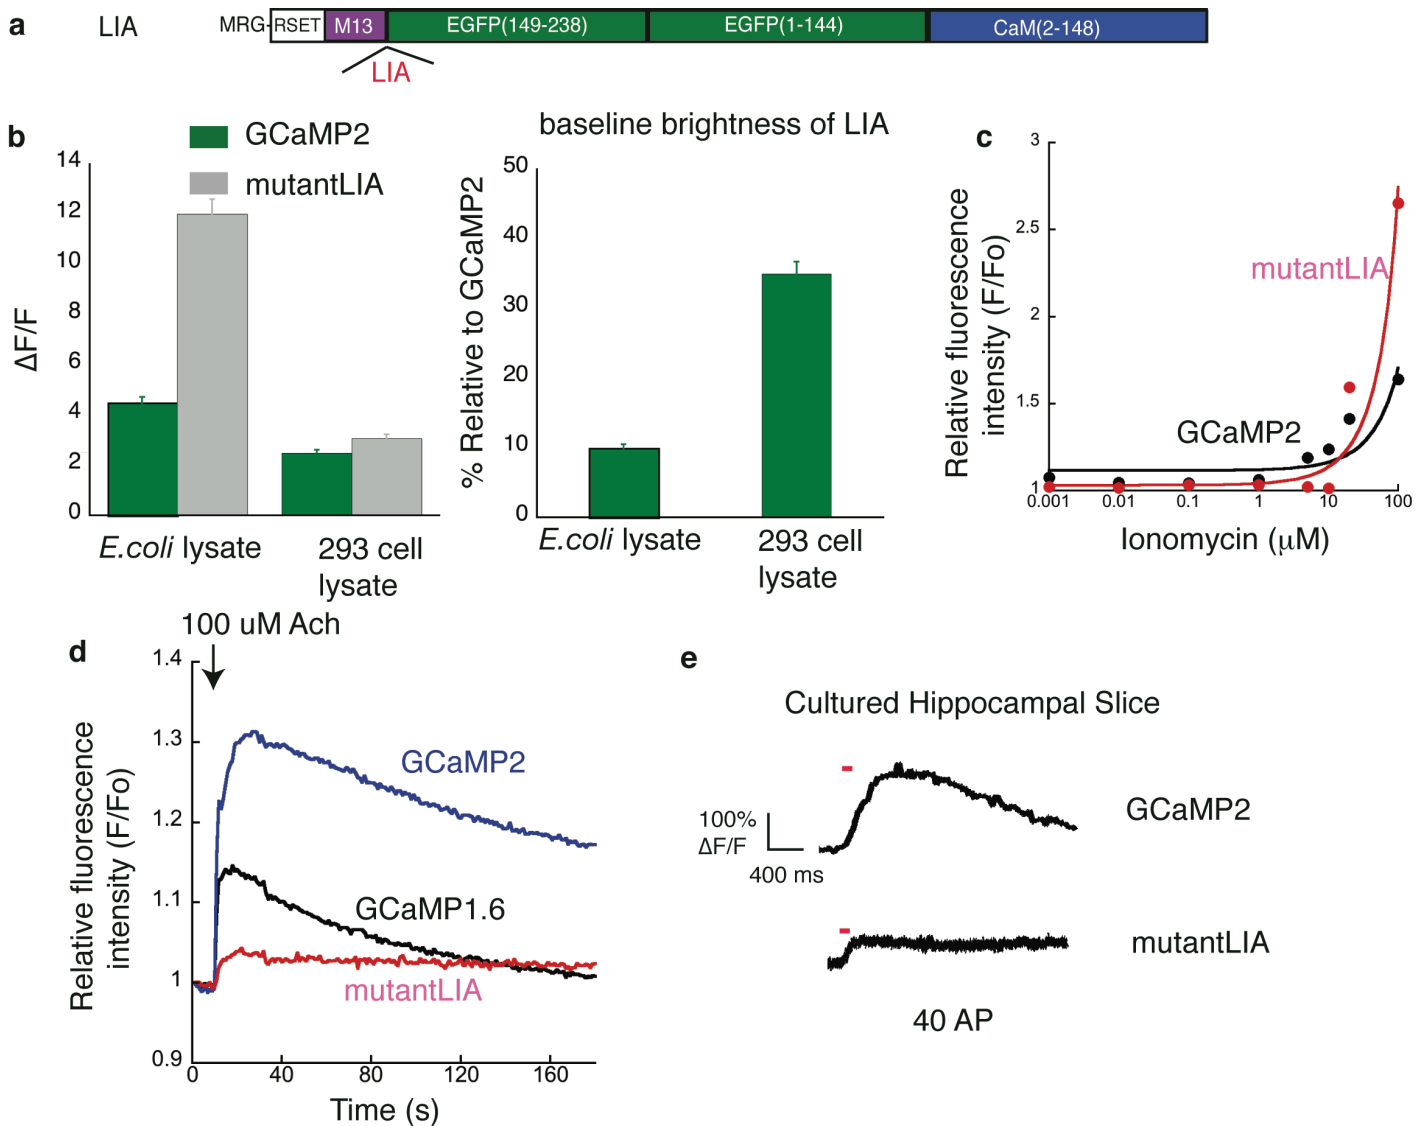 a
LIA
MRG-RSET M13 EGFP(149-238) EGFP(1-144) CaM(2-148)
LIA
b
GCaMP2
mutantLIA
ΔF/F
14
12
10
8
6
4
2
0
E.coli lysate
293 cell
lysate
baseline brightness of LIA
% Relative to GCaMP2
50
40
30
20
10
0
E.coli lysate
293 cell
lysate
c
Relative fluorescence
intensity (F/Fo)
3
2.5
2
1.5
1
mutantLIA
GCaMP2
0.001 0.01 0.1 1 10 100
Ionomycin (μM)
d
100 uM Ach
Relative fluorescence
intensity (F/Fo)
1.4
1.3
1.2
1.1
1
0.9
GCaMP2
GCaMP1.6
mutantLIA
0 40 80 120 160
Time (s)
e
Cultured Hippocampal Slice
100%
ΔF/F
400 ms
GCaMP2
mutantLIA
40 AP